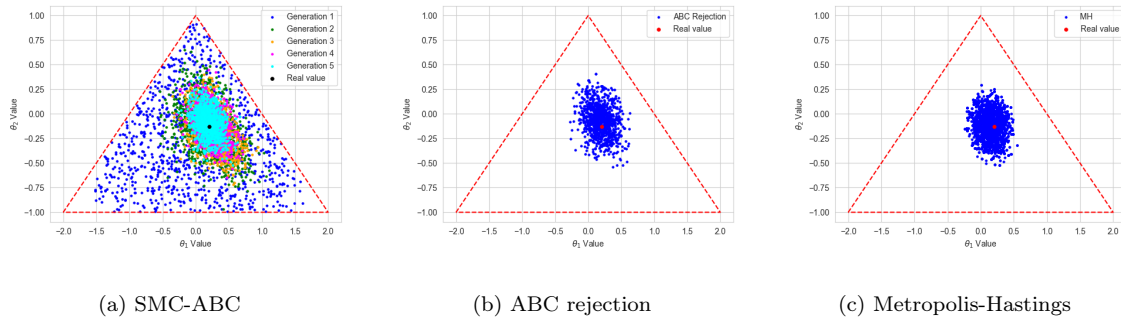 1.00
0.75
0.50
0.25
0.00
−0.25
−0.50
−0.75
−1.00
θ2 Value
−2.0 −1.5 −1.0 −0.5 0.0 0.5 1.0 1.5 2.0
θ1 Value
Generation 1
Generation 2
Generation 3
Generation 4
Generation 5
Real value
(a) SMC-ABC
1.00
0.75
0.50
0.25
0.00
−0.25
−0.50
−0.75
−1.00
θ2 Value
−2.0 −1.5 −1.0 −0.5 0.0 0.5 1.0 1.5 2.0
θ1 Value
ABC Rejection
Real value
(b) ABC rejection
1.00
0.75
0.50
0.25
0.00
−0.25
−0.50
−0.75
−1.00
θ2 Value
−2.0 −1.5 −1.0 −0.5 0.0 0.5 1.0 1.5 2.0
θ1 Value
MH
Real value
(c) Metropolis-Hastings